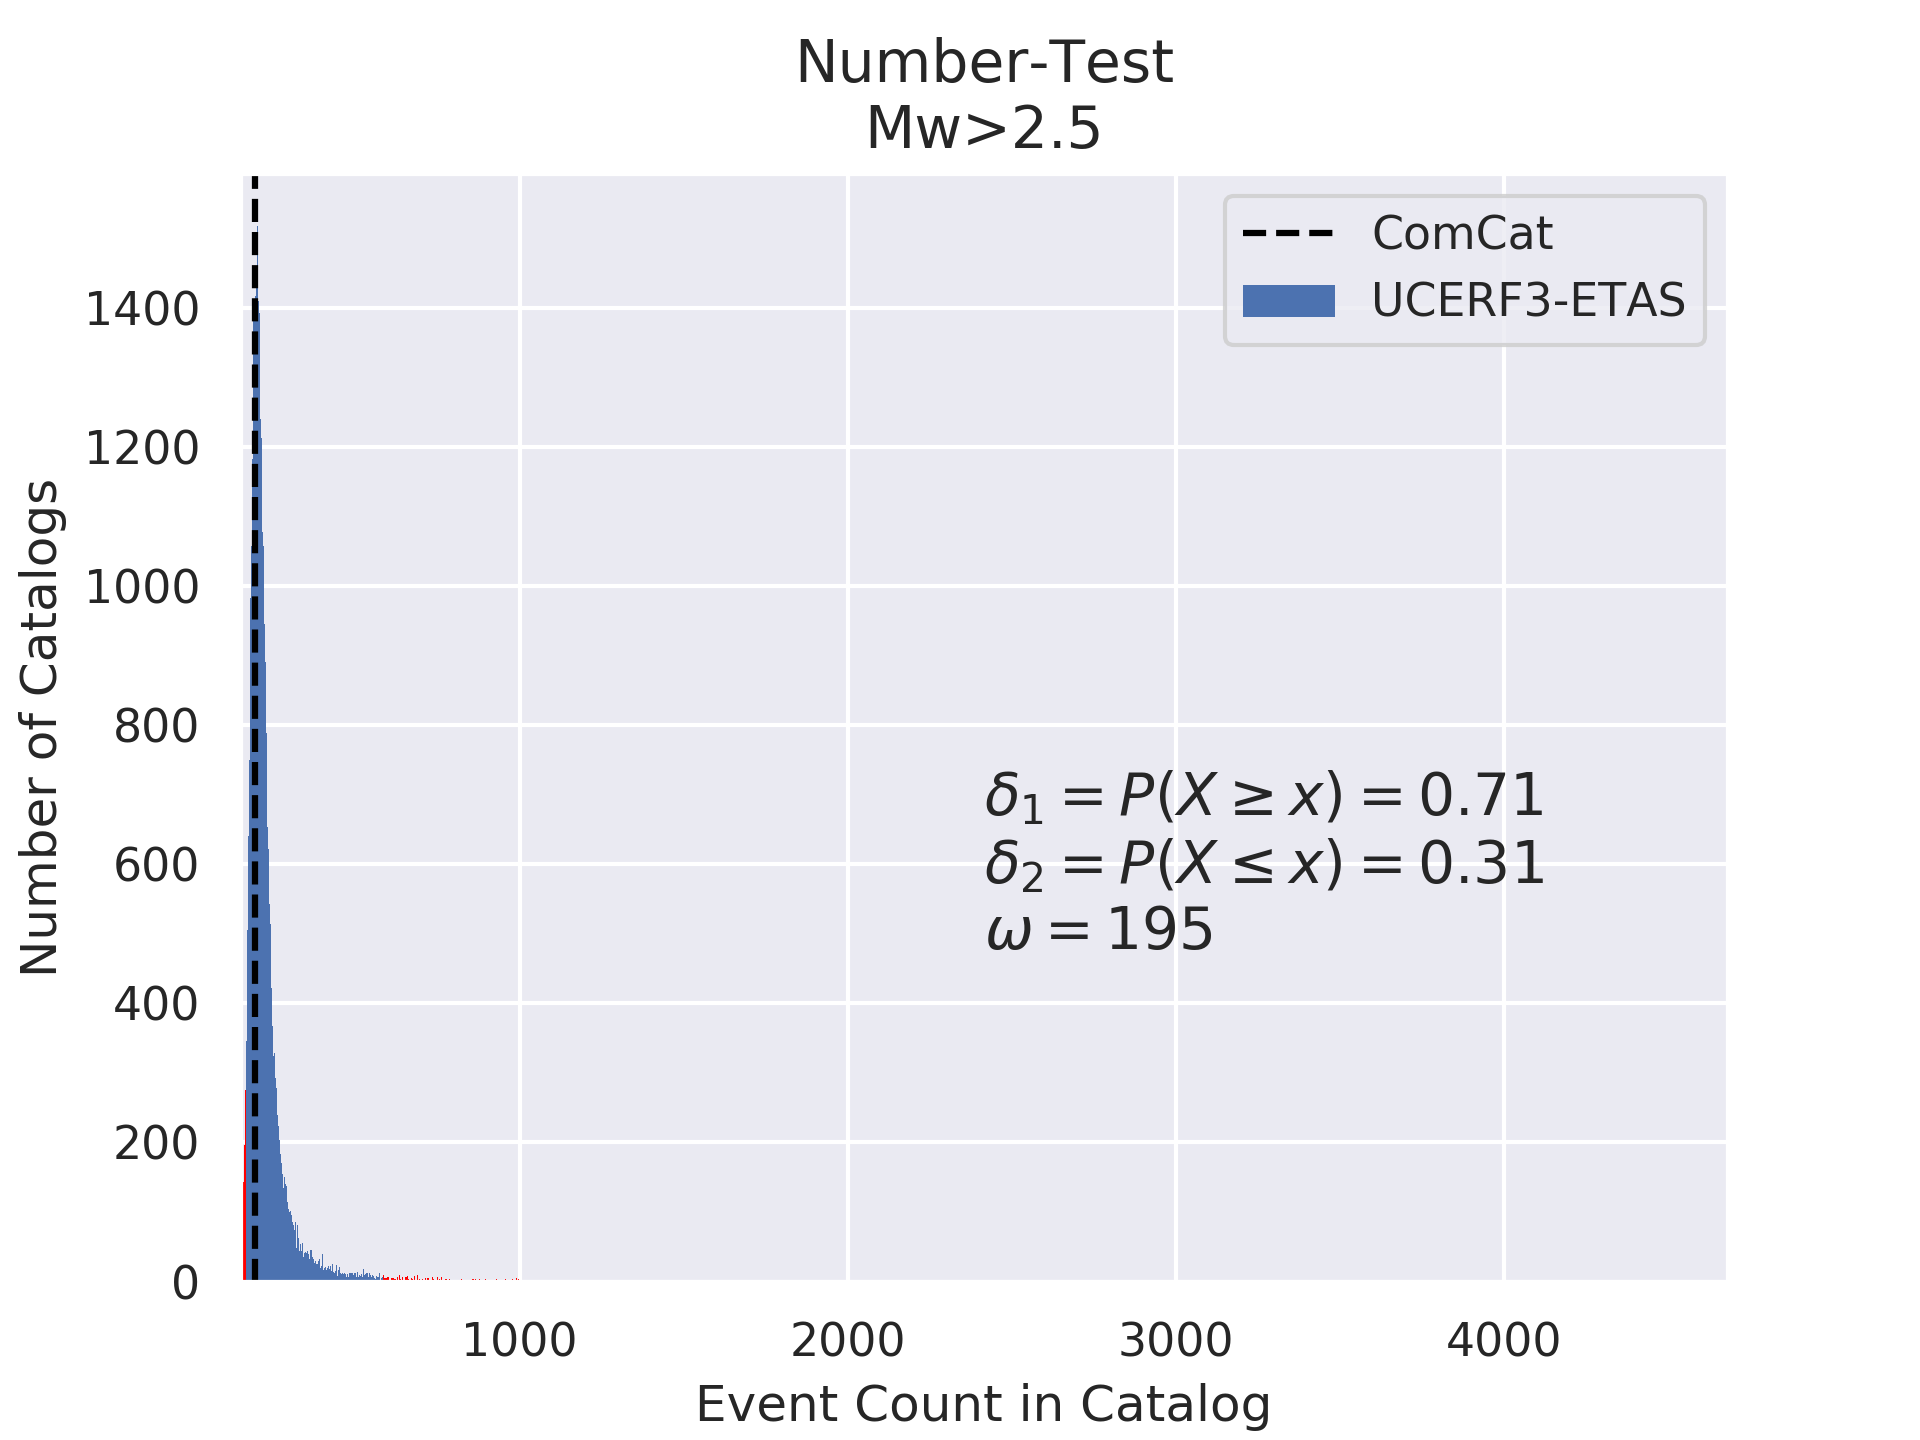 Number-Test
Mw>2.5
ComCat
UCERF3-ETAS
1400
1200
1000
800
600
400
200
0
Number of Catalogs
δ₁ = P(X ≥ x) = 0.71
δ₂ = P(X ≤ x) = 0.31
ω = 195
1000 2000 3000 4000
Event Count in Catalog